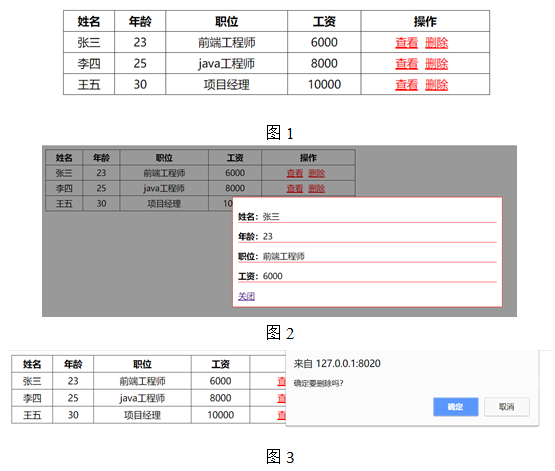 姓名 年龄 职位 工资 操作
张三 23 前端工程师 6000 查看 删除
李四 25 java工程师 8000 查看 删除
王五 30 项目经理 10000 查看 删除
图 1
姓名 年龄 职位 工资 操作
张三 23 前端工程师 6000 查看 删除
李四 25 java工程师 8000 查看 删除
王五 30 项目经理 10
姓名：张三
年龄：23
职位：前端工程师
工资：6000
关闭
图 2
姓名 年龄 职位 工资
张三 23 前端工程师 6000 查
李四 25 java工程师 8000 查
王五 30 项目经理 10000 查
来自 127.0.0.1:8020
确定要删除吗?
确定 取消
图 3